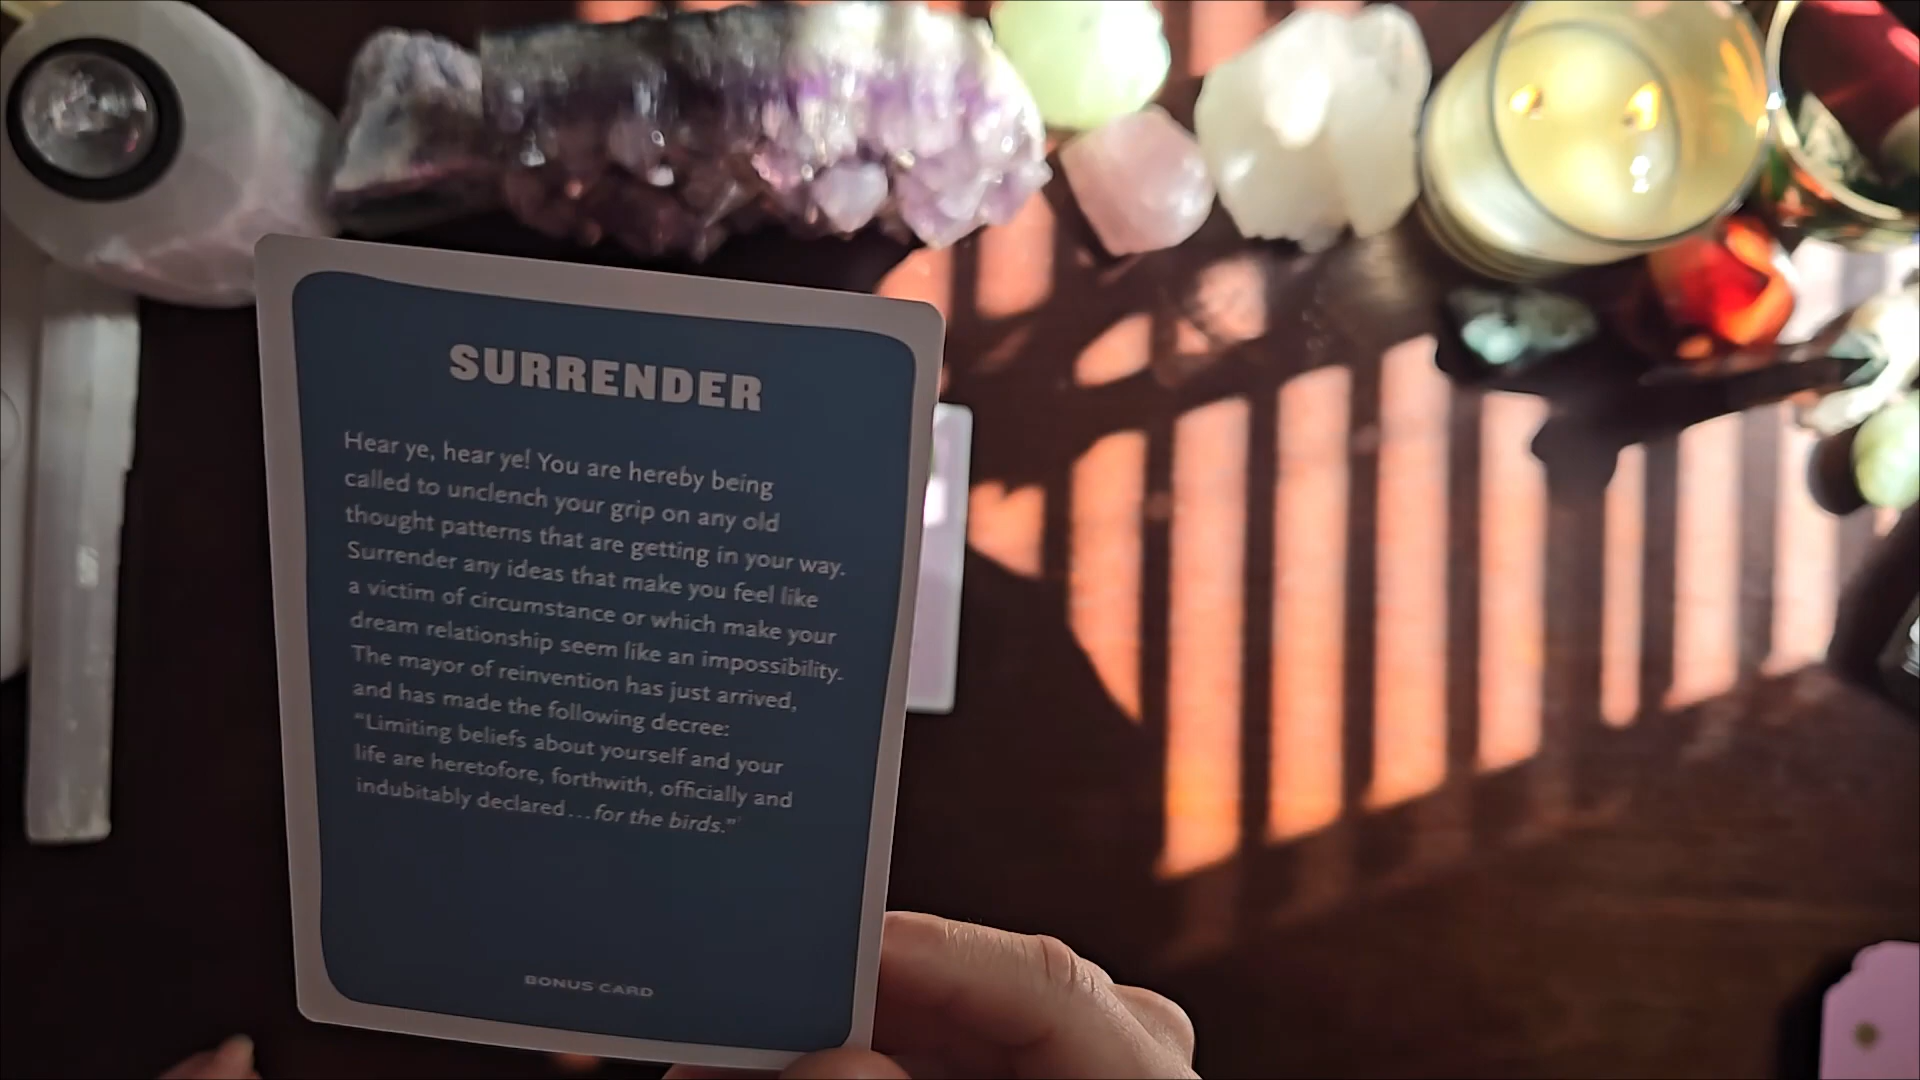 SURRENDER
Hear ye, hear ye! You are hereby being
called to unclench your grip on any old
thought patterns that are getting in your way.
Surrender any ideas that make you feel like
a victim of circumstance or which make your
dream relationship seem like an impossibility.
The mayor of reinvention has just arrived,
and has made the following decree:
“Limiting beliefs about yourself and your
life are heretofore, forthwith, officially and
indubitably declared…for the birds.”
BONUS CARD